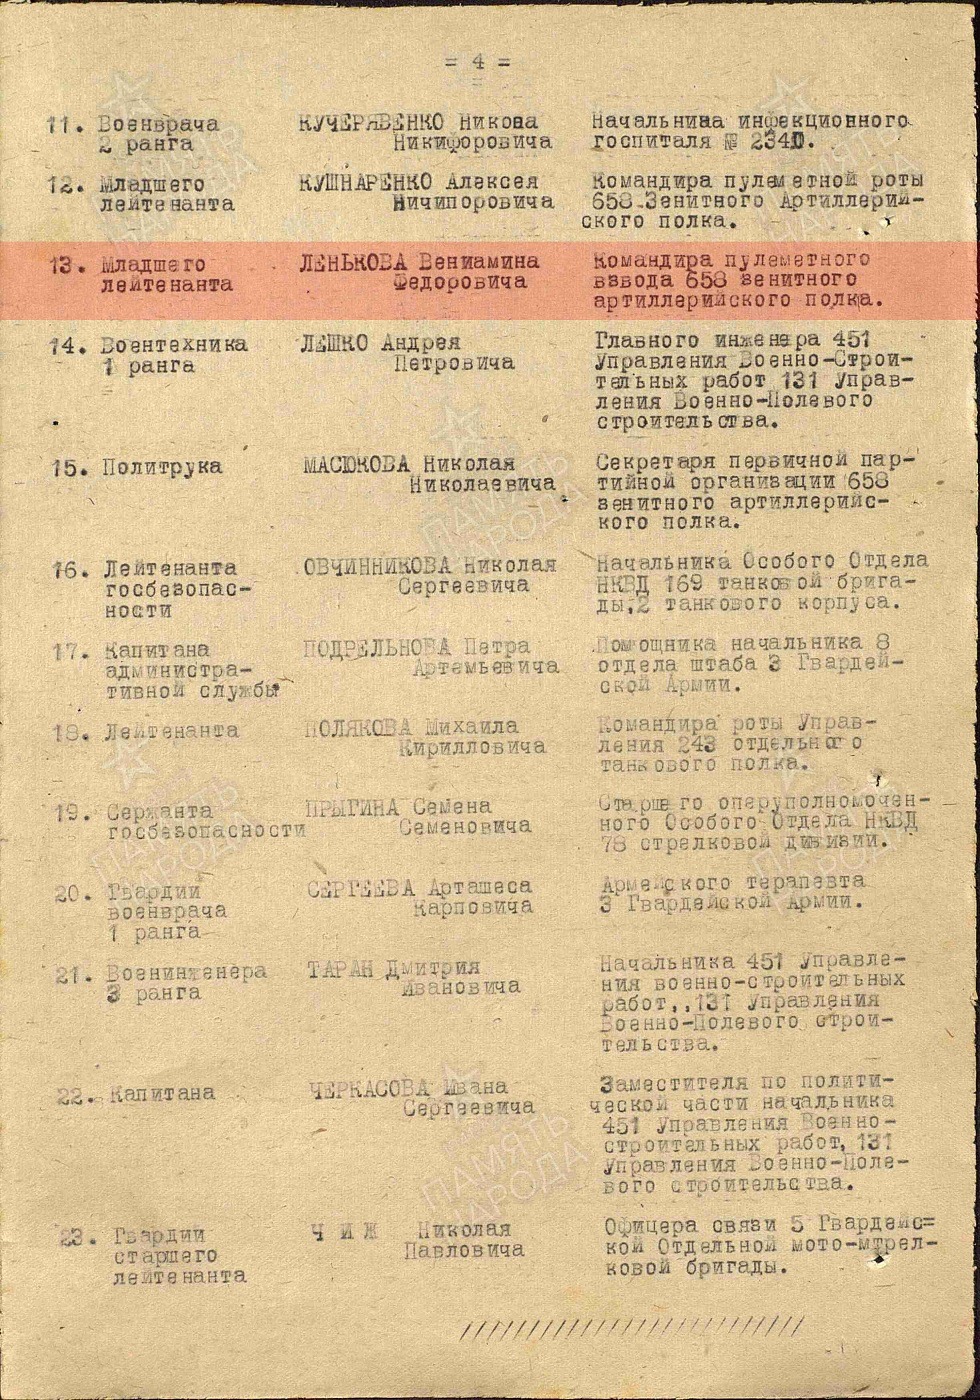 = 4 =
11. Военврача КУЧЕРЯВЕНКО Никона Начальника инфекционного
2 ранга Никифоровича госпиталя № 2340.
12. Младшего КУШНАРЕНКО Алексея Командира пулеметной роты
лейтенанта Ничипоровича 658 Зенитного Артиллерий-
ского полка.
13. Младшего ЛЕНЬКОВА Вениамина Командира пулеметного
лейтенанта Федоровича взвода 658 зенитного
артиллерийского полка.
14. Воентехника ЛЕШКО Андрея Главного инженера 451
1 ранга Петровича Управления Военно-Строи-
тельных работ 131 Управ-
ления Военно-Полевого
строительства.
15. Политрука МАСЮКОВА Николая Секретаря первичной пар-
Николаевича тийной организации 658
зенитного артиллерийс-
кого полка.
16. Лейтенанта ОВЧИННИКОВА Николая Начальника Особого Отдела
госбезопас- Сергеевича НКВД 169 танковой брига-
ности ды,2 танкового корпуса.
17. Капитана ПОДРЕЛЬНОВА Петра Помощника начальника 8
администра- Артемьевича отдела штаба 3 Гвардей-
тивной службы ской Армии.
18. Лейтенанта ПОЛЯКОВА Михаила Командира роты Управ-
Кирилловича ления 243 отдельного
танкового полка.
19. Сержанта ПРЫГИНА Семена Старшего оперуполномочен-
госбезопасности Семеновича ного Особого Отдела НКВД
78 стрелковой дивизии.
20. Гвардии СЕРГЕЕВА Арташеса Армейского терапевта
военврача Карповича 3 Гвардейской Армии.
1 ранга
21. Военинженера ТАРАН Дмитрия Начальника 451 Управле-
3 ранга Ивановича ния военно-строительных
работ,,131 Управления
Военно-Полевого строи-
тельства.
22. Капитана ЧЕРКАСОВА Ивана Заместителя по полити-
Сергеевича ческой части начальника
451 Управления Военно-
строительных работ, 131
Управления Военно-Поле-
вого строительства.
23. Гвардии Ч И Ж Николая Офицера связи 5 Гвардейс=
старшего Павловича кой Отдельной мото-мтрел-
лейтенанта ковой бригады.
////////////////////////////
ПАМЯТЬ
НАРОДА